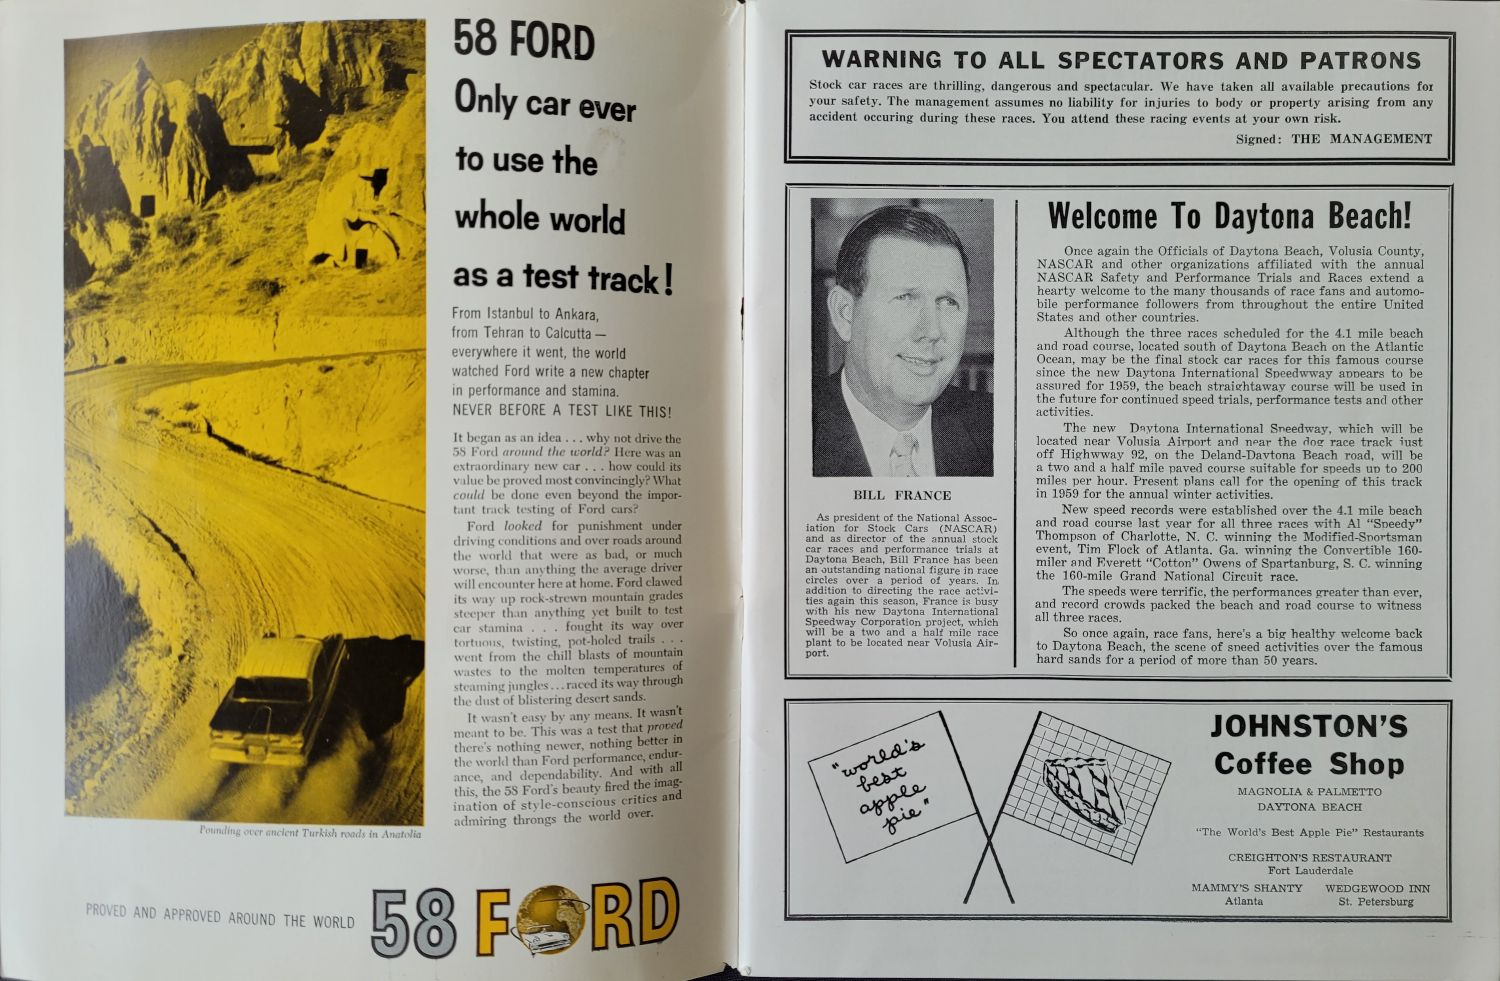 58 FORD
Only car ever
to use the
whole world
as a test track!
From Istanbul to Ankara,
from Tehran to Calcutta —
everywhere it went, the world
watched Ford write a new chapter
in performance and stamina.
NEVER BEFORE A TEST LIKE THIS!
It began as an idea . . . why not drive the
58 Ford around the world? Here was an
extraordinary new car . . . how could its
value be proved most convincingly? What
could be done even beyond the impor-
tant track testing of Ford cars?
Ford looked for punishment under
driving conditions and over roads around
the world that were as bad, or much
worse, than anything the average driver
will encounter here at home. Ford clawed
its way up rock-strewn mountain grades
steeper than anything yet built to test
car stamina . . . fought its way over
tortuous, twisting, pot-holed trails . . .
went from the chill blasts of mountain
wastes to the molten temperatures of
steaming jungles . . . raced its way through
the dust of blistering desert sands.
It wasn't easy by any means. It wasn't
meant to be. This was a test that proved
there's nothing newer, nothing better in
the world than Ford performance, endur-
ance, and dependability. And with all
this, the 58 Ford's beauty fired the imag-
ination of style-conscious critics and
admiring throngs the world over.
Pounding over ancient Turkish roads in Anatolia
PROVED AND APPROVED AROUND THE WORLD
58 FORD
WARNING TO ALL SPECTATORS AND PATRONS
Stock car races are thrilling, dangerous and spectacular. We have taken all available precautions for
your safety. The management assumes no liability for injuries to body or property arising from any
accident occuring during these races. You attend these racing events at your own risk.
Signed: THE MANAGEMENT
BILL FRANCE
As president of the National Assoc-
iation for Stock Cars (NASCAR)
and as director of the annual stock
car races and performance trials at
Daytona Beach, Bill France has been
an outstanding national figure in race
circles over a period of years. In
addition to directing the race activi-
ties again this season, France is busy
with his new Daytona International
Speedway Corporation project, which
will be a two and a half mile race
plant to be located near Volusia Air-
port.
Welcome To Daytona Beach!
Once again the Officials of Daytona Beach, Volusia County,
NASCAR and other organizations affiliated with the annual
NASCAR Safety and Performance Trials and Races extend a
hearty welcome to the many thousands of race fans and automo-
bile performance followers from throughout the entire United
States and other countries.
Although the three races scheduled for the 4.1 mile beach
and road course, located south of Daytona Beach on the Atlantic
Ocean, may be the final stock car races for this famous course
since the new Daytona International Speedwway appears to be
assured for 1959, the beach straightaway course will be used in
the future for continued speed trials, performance tests and other
activities.
The new Daytona International Speedway, which will be
located near Volusia Airport and near the dog race track just
off Highwway 92, on the Deland-Daytona Beach road, will be
a two and a half mile paved course suitable for speeds up to 200
miles per hour. Present plans call for the opening of this track
in 1959 for the annual winter activities.
New speed records were established over the 4.1 mile beach
and road course last year for all three races with Al "Speedy"
Thompson of Charlotte, N. C. winning the Modified-Sportsman
event, Tim Flock of Atlanta. Ga. winning the Convertible 160-
miler and Everett "Cotton" Owens of Spartanburg, S. C. winning
the 160-mile Grand National Circuit race.
The speeds were terrific, the performances greater than ever,
and record crowds packed the beach and road course to witness
all three races.
So once again, race fans, here's a big healthy welcome back
to Daytona Beach, the scene of speed activities over the famous
hard sands for a period of more than 50 years.
"world's
best
apple
pie"
JOHNSTON'S
Coffee Shop
MAGNOLIA & PALMETTO
DAYTONA BEACH
"The World's Best Apple Pie" Restaurants
CREIGHTON'S RESTAURANT
Fort Lauderdale
MAMMY'S SHANTY WEDGEWOOD INN
Atlanta St. Petersburg